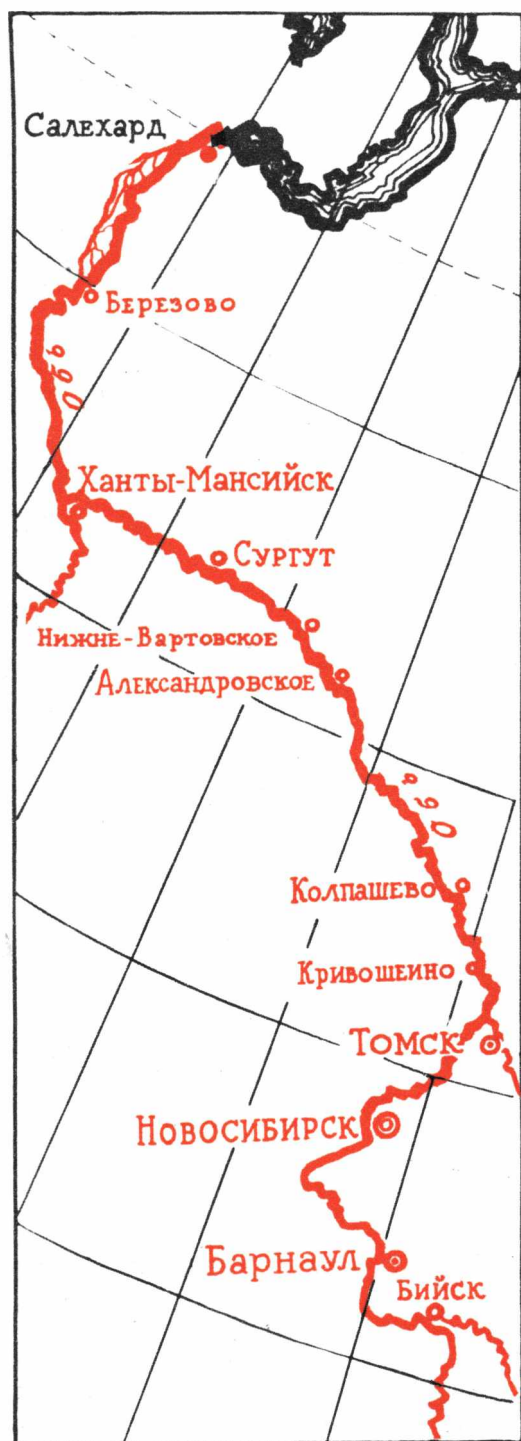 Салехард
Березово
Обь
Ханты-Мансийск
Сургут
Нижне-Вартовское
Александровское
Обь
Колпашево
Кривошеино
Томск
Новосибирск
Барнаул
Бийск